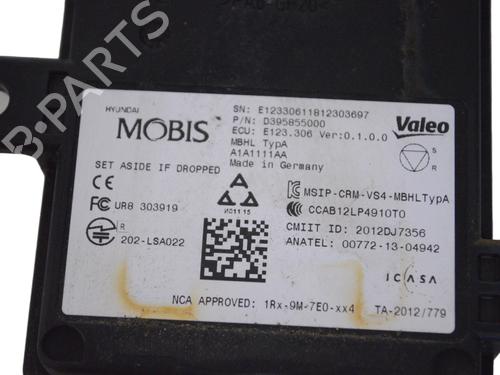 >PA6-GF20<
B-PARTS
HYUNDAI
MOBIS
SN: E12330611812303697
P/N: D395855000
ECU: E123.306 Ver:0.1.0.0
MBHL TypA
A1A1111AA
Made in Germany
Valeo
S
R
SET ASIDE IF DROPPED
CE FC UR8 303919
R
202-LSA022
MSIP-CRM-VS4-MBHLTypA
CCAB12LP4910T0
CMIIT ID: 2012DJ7356
ANATEL: 00772-13-04942
ICASA
NCA APPROVED: 1Rx-9M-7E0-xx4
TA-2012/779